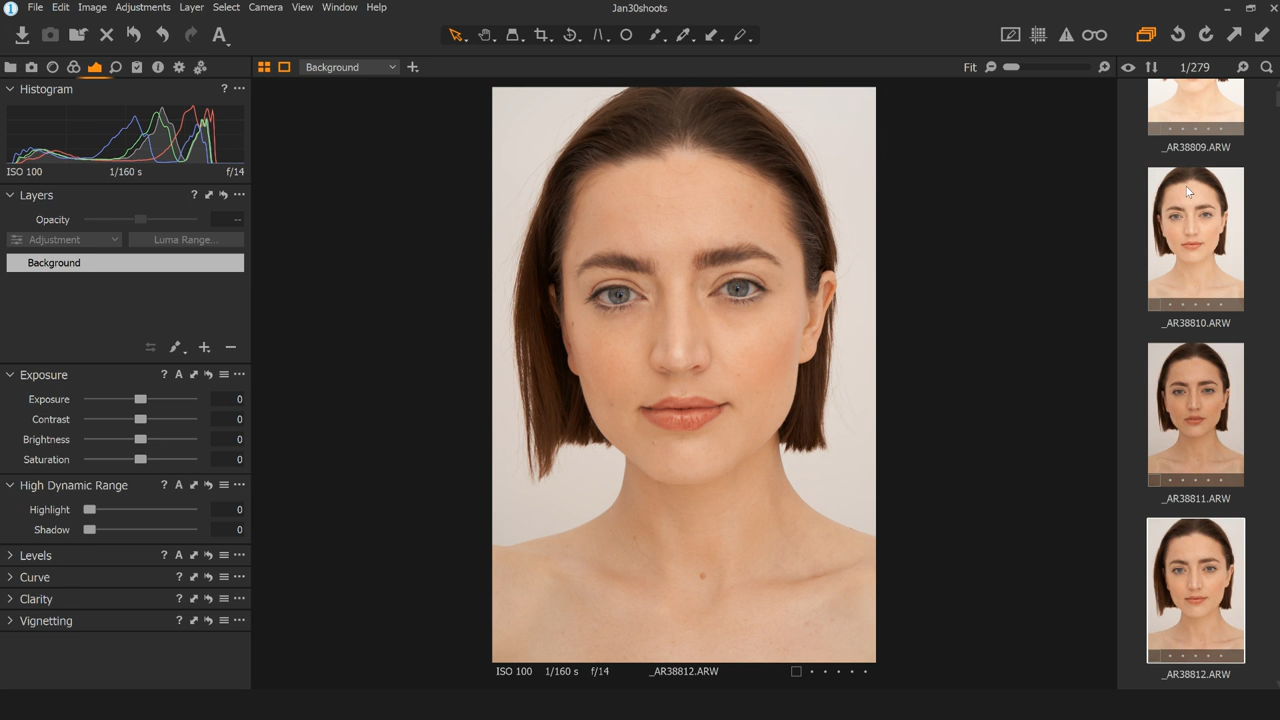 File Edit Image Adjustments Layer Select Camera View Window Help
Jan30shoots
Background
Fit
1/279
Histogram
ISO 100 1/160 s f/14
Layers
Opacity --
Adjustment Luma Range...
Background
Exposure
Exposure 0
Contrast 0
Brightness 0
Saturation 0
High Dynamic Range
Highlight 0
Shadow 0
Levels
Curve
Clarity
Vignetting
ISO 100 1/160 s f/14 _AR38812.ARW
_AR38809.ARW
_AR38810.ARW
_AR38811.ARW
_AR38812.ARW